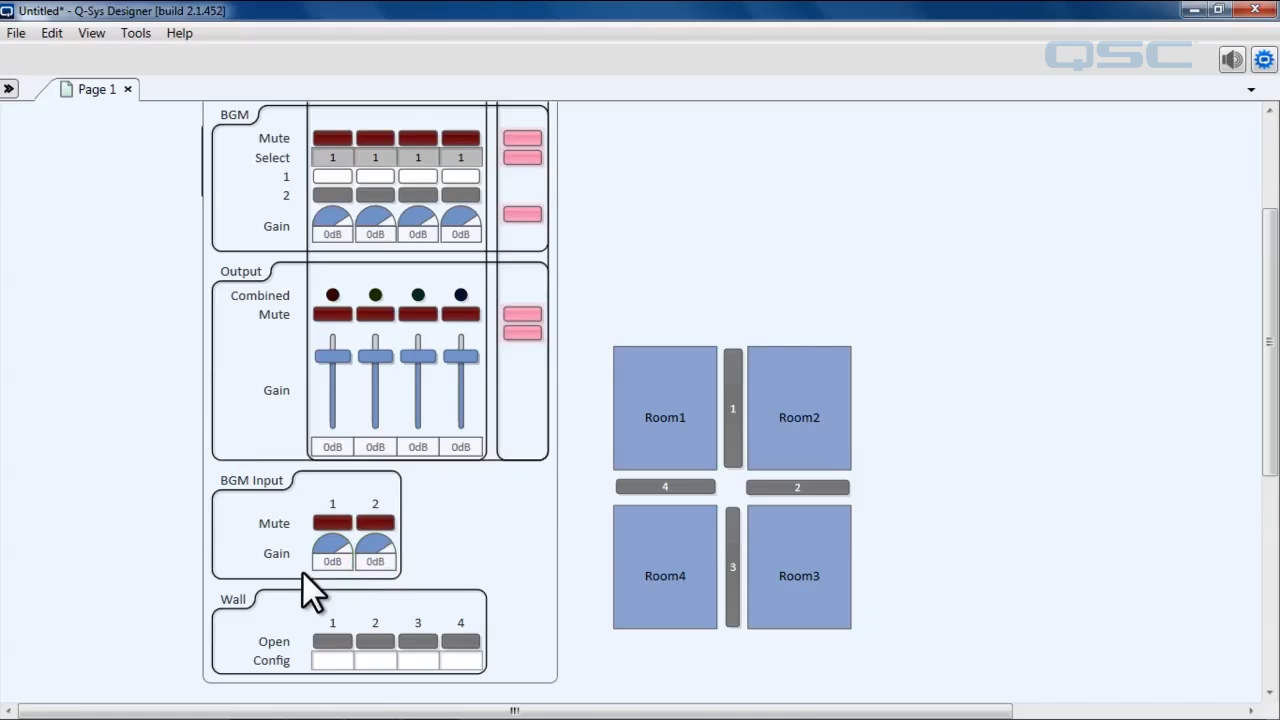 Untitled* - Q-Sys Designer [build 2.1.452]
File Edit View Tools Help
QSC
Page 1
BGM
Mute
Select 1 1 1 1
1
2
Gain 0dB 0dB 0dB 0dB
Output
Combined
Mute
Gain
0dB 0dB 0dB 0dB
BGM Input
1 2
Mute
Gain 0dB 0dB
Wall
1 2 3 4
Open
Config
Room1 1 Room2
4 2
Room4 3 Room3